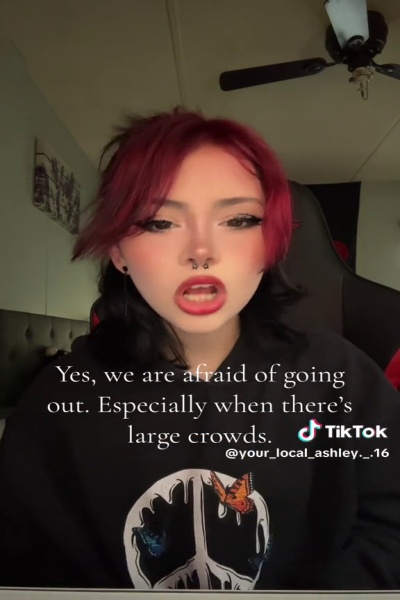 Yes, we are afraid of going
out. Especially when there's
large crowds.
TikTok
@your_local_ashley._.16